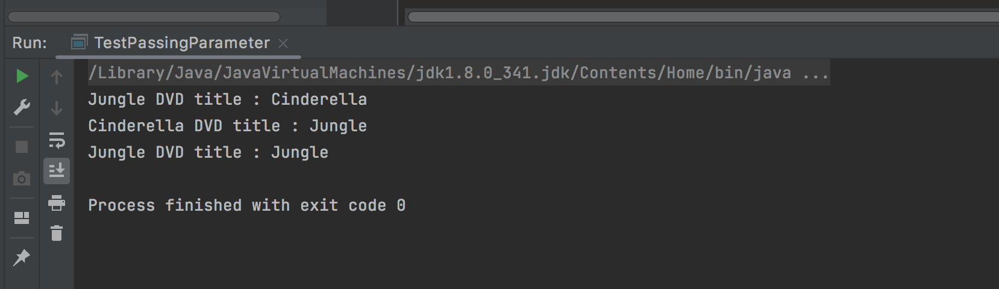 Run: TestPassingParameter
/Library/Java/JavaVirtualMachines/jdk1.8.0_341.jdk/Contents/Home/bin/java ...
Jungle DVD title : Cinderella
Cinderella DVD title : Jungle
Jungle DVD title : Jungle
Process finished with exit code 0